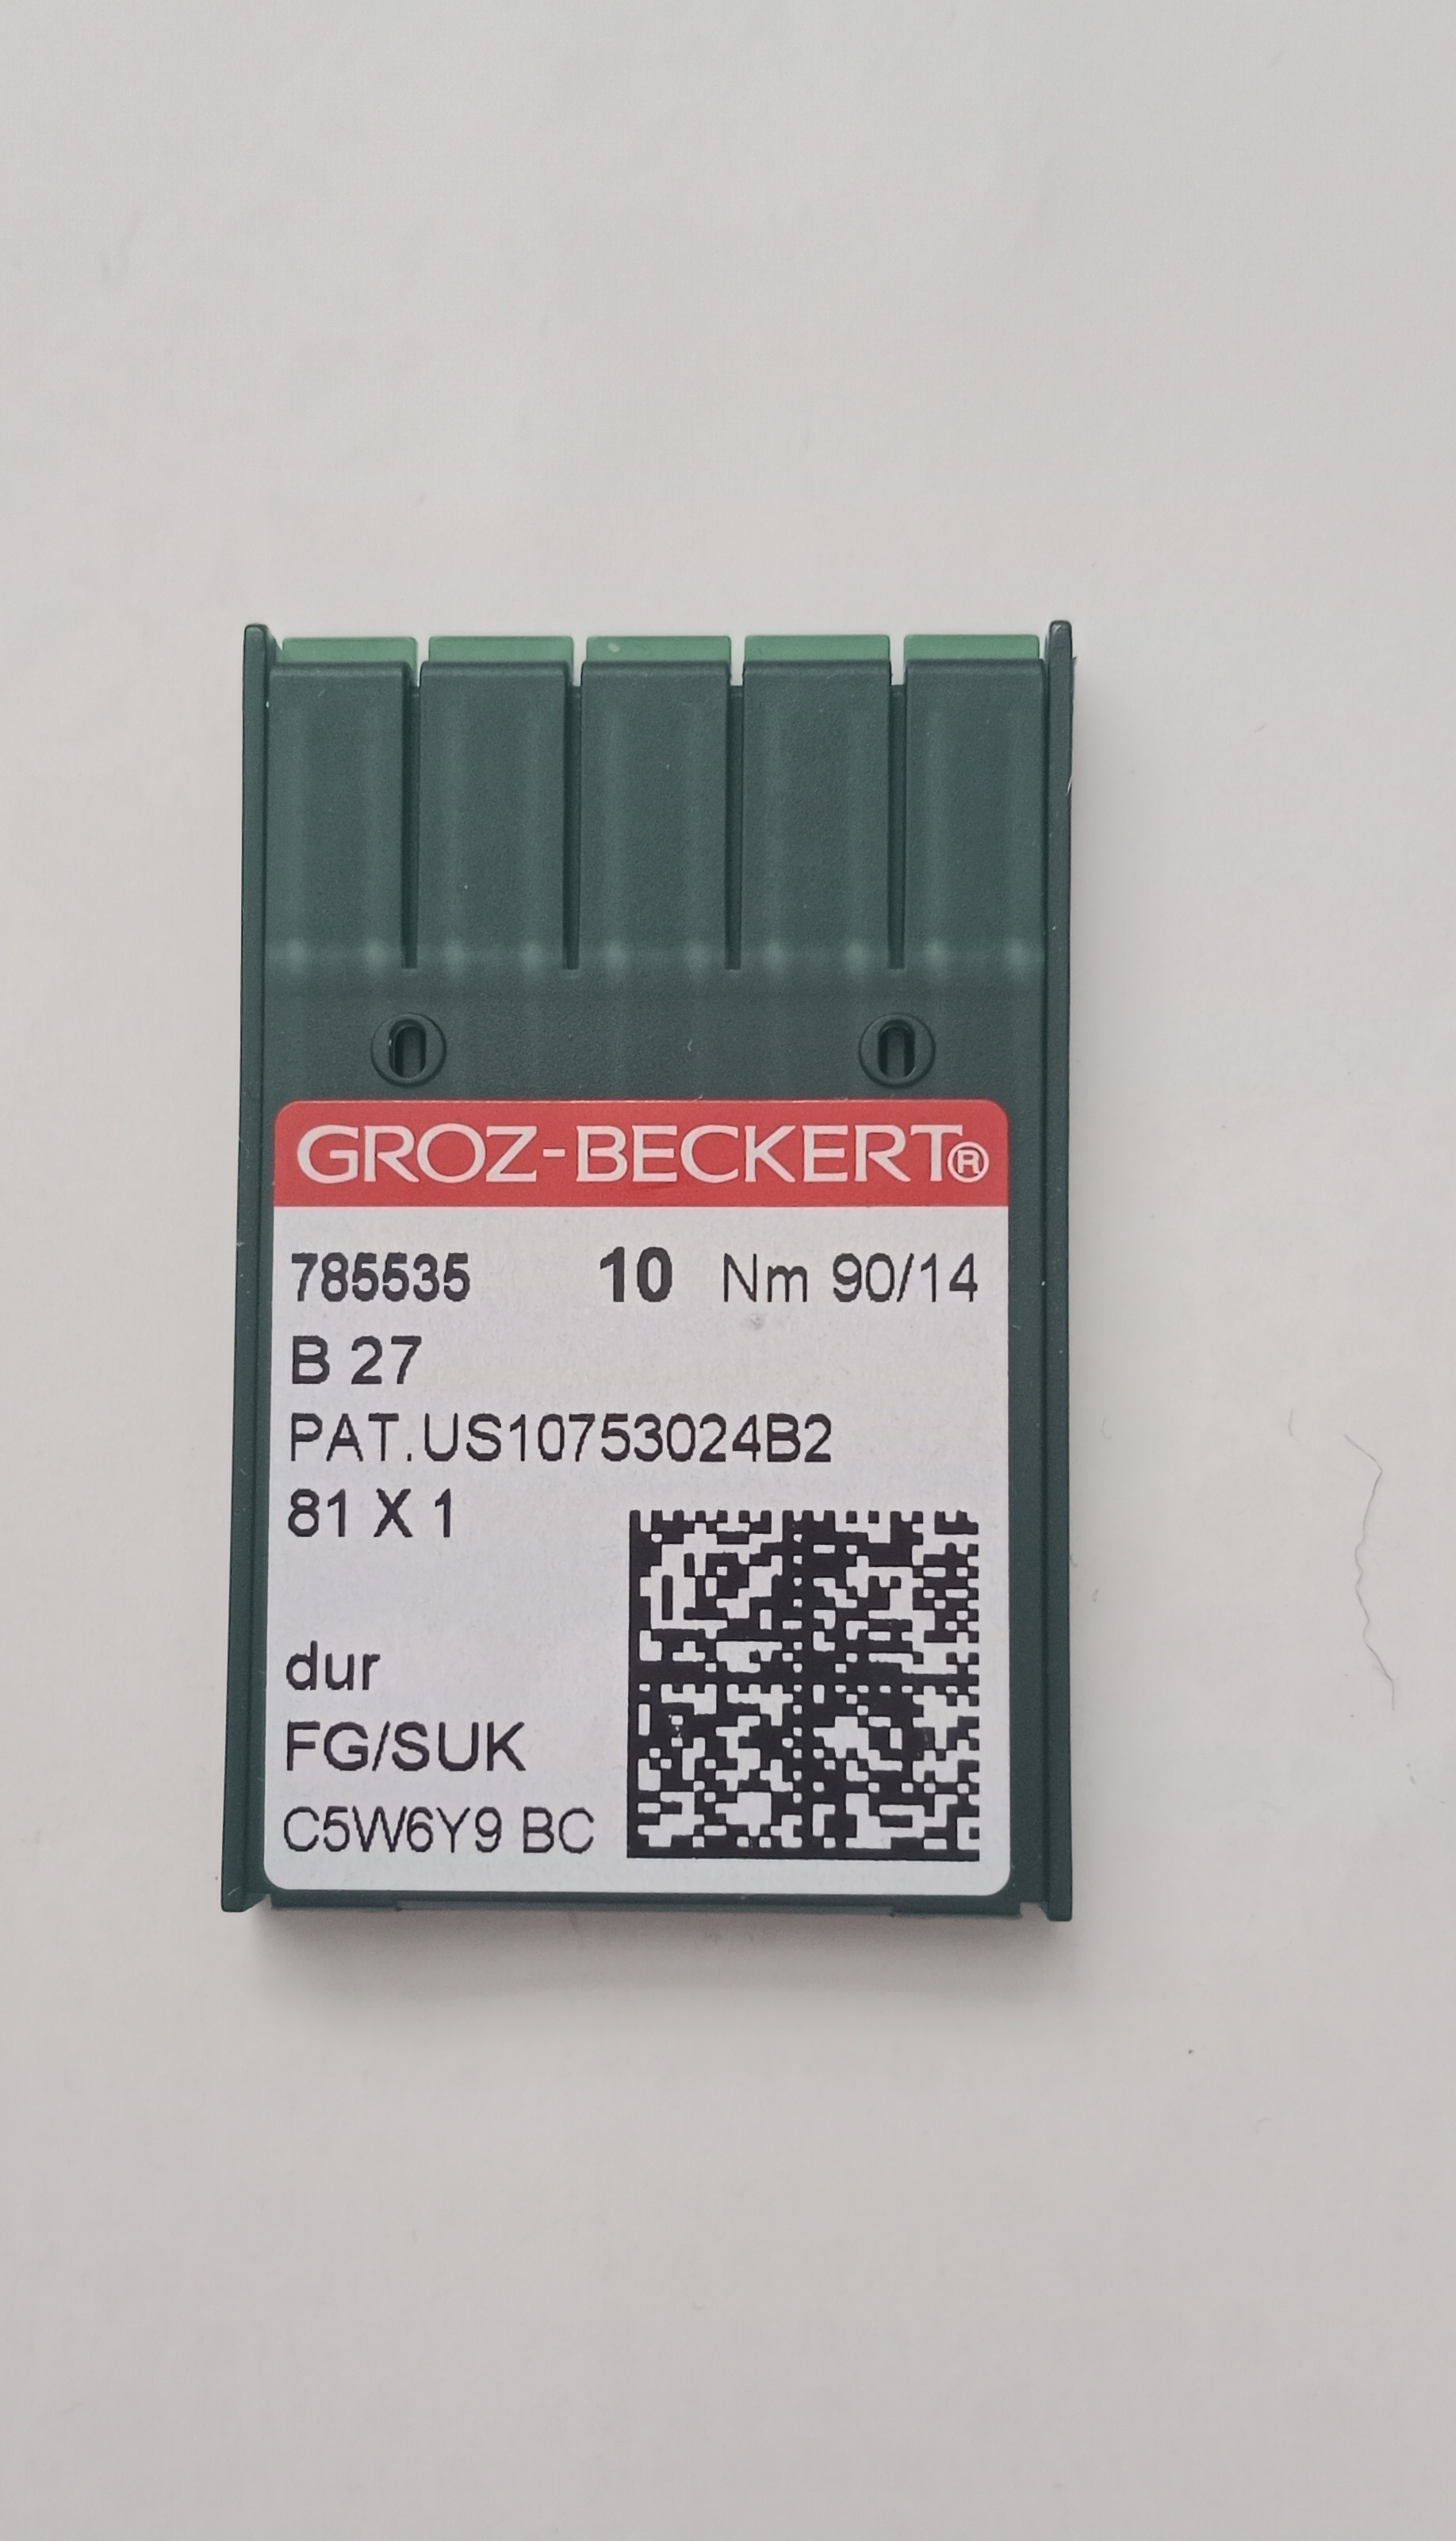 GROZ-BECKERT®
785535 10 Nm 90/14
B 27
PAT.US10753024B2
81 X 1
dur
FG/SUK
C5W6Y9 BC